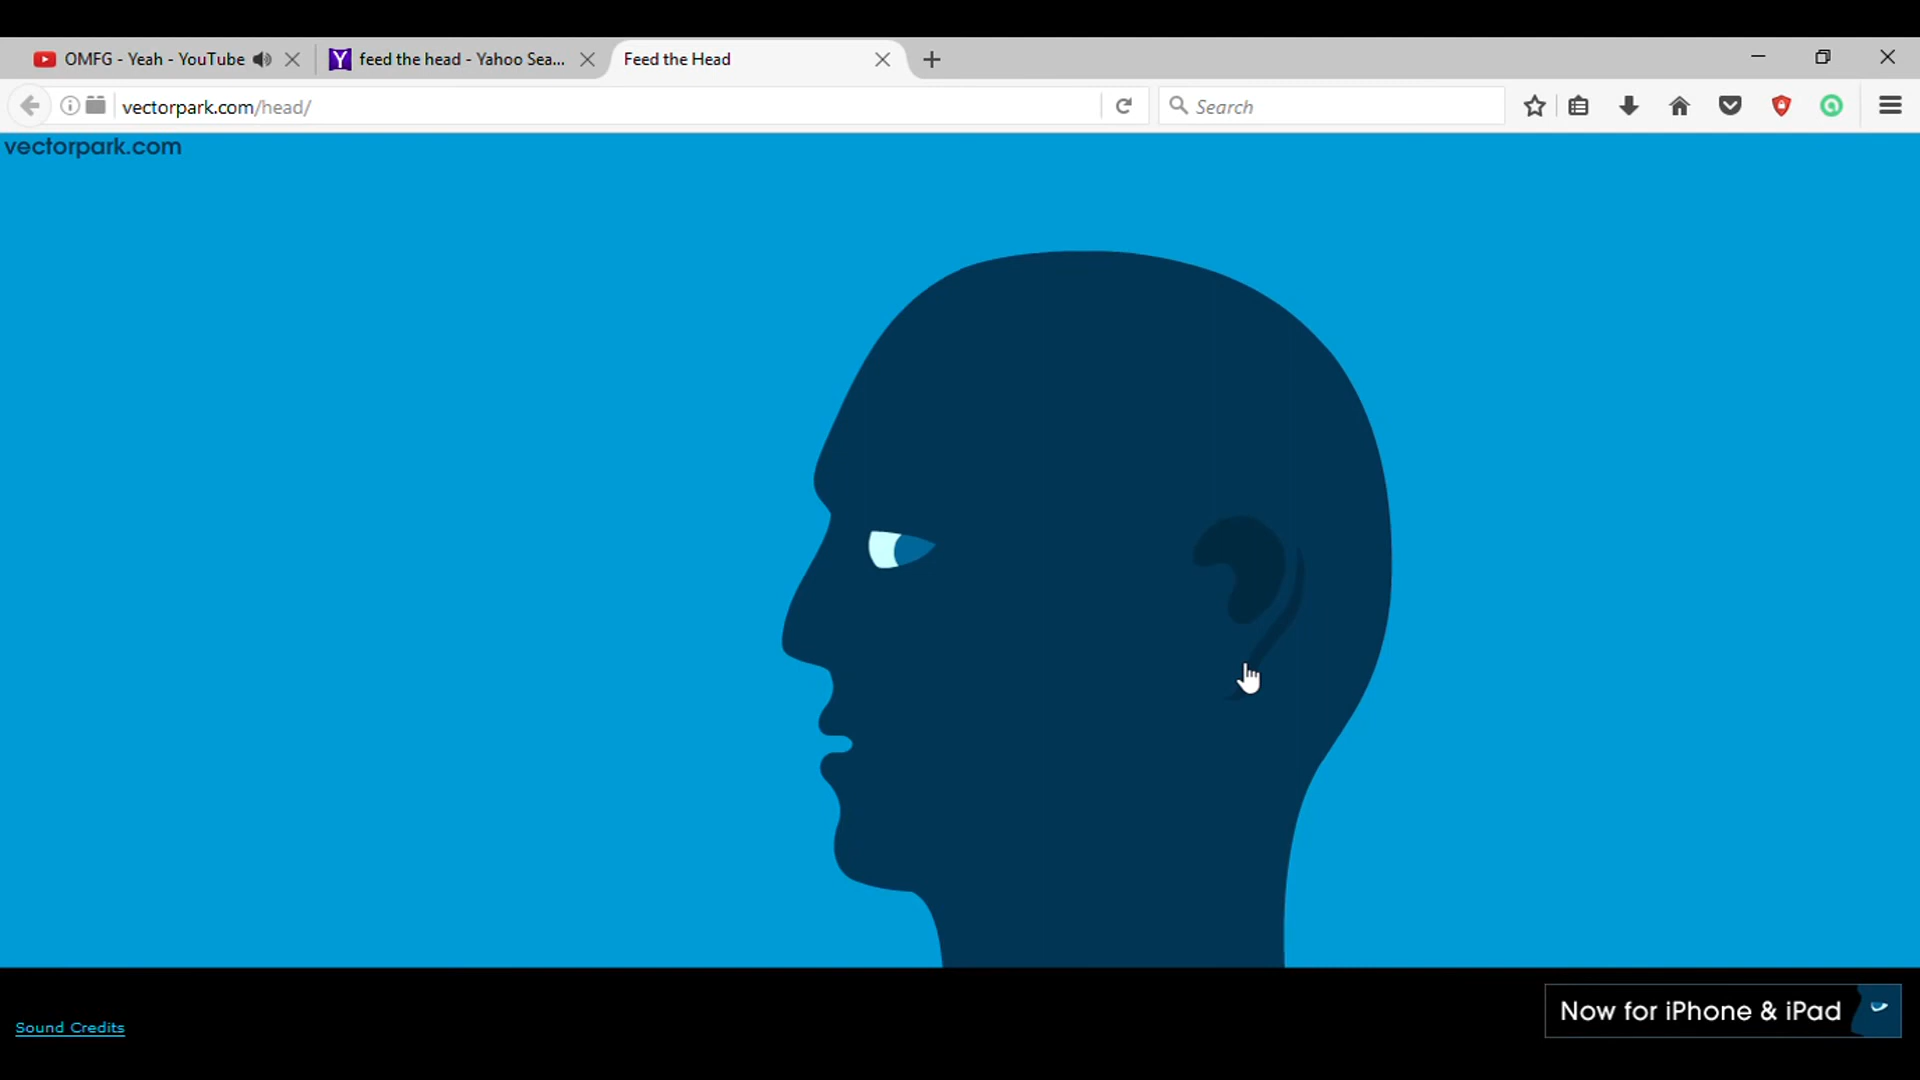 OMFG - Yeah - YouTube
feed the head - Yahoo Sea...
Feed the Head
vectorpark.com/head/
Search
vectorpark.com
Sound Credits
Now for iPhone & iPad